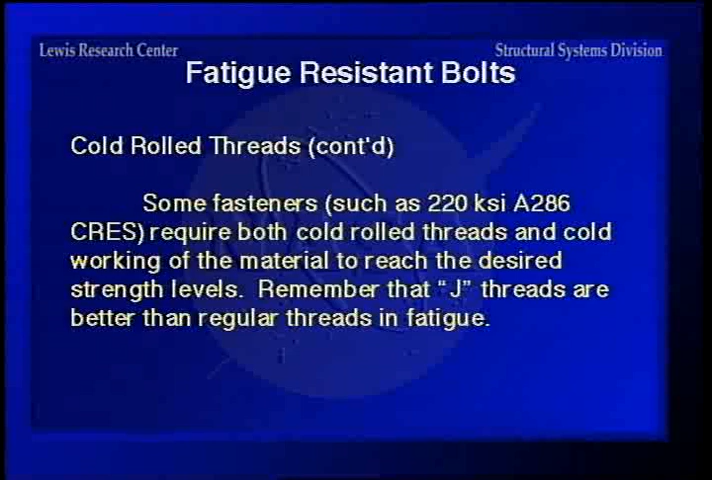 Lewis Research Center
Structural Systems Division
Fatigue Resistant Bolts
Cold Rolled Threads (cont'd)
Some fasteners (such as 220 ksi A286
CRES) require both cold rolled threads and cold
working of the material to reach the desired
strength levels. Remember that “J” threads are
better than regular threads in fatigue.